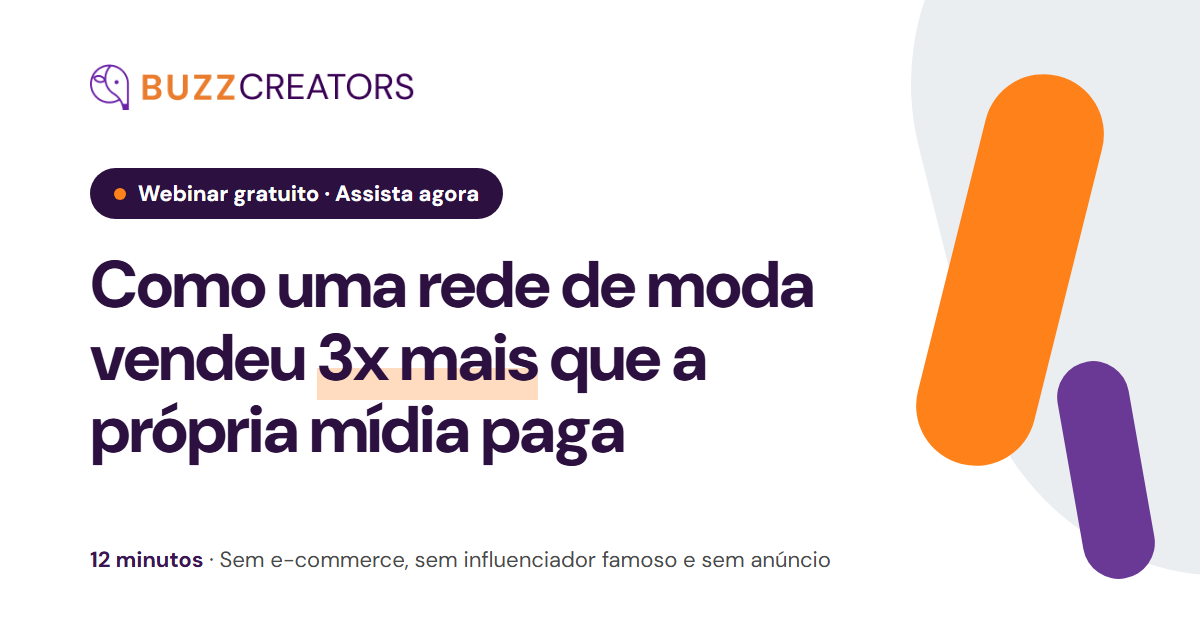 BUZZCREATORS
Webinar gratuito · Assista agora
Como uma rede de moda
vendeu 3x mais que a
própria mídia paga
12 minutos · Sem e-commerce, sem influenciador famoso e sem anúncio